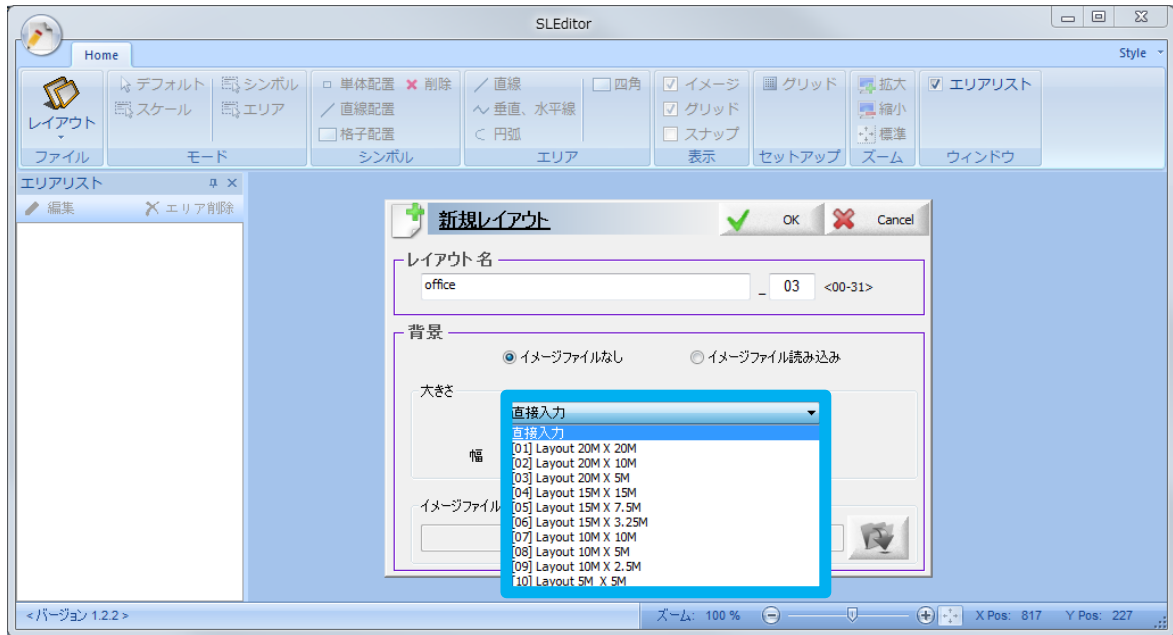 SLEditor
Home
Style
レイアウト
ファイル
デフォルト
スケール
シンボル
エリア
モード
単体配置
削除
直線配置
格子配置
シンボル
直線
四角
垂直、水平線
円弧
エリア
イメージ
グリッド
スナップ
表示
グリッド
セットアップ
拡大
縮小
標準
ズーム
エリアリスト
ウィンドウ
エリアリスト
編集
エリア削除
新規レイアウト
OK
Cancel
レイアウト名
office
_ 03 <00-31>
背景
イメージファイルなし
イメージファイル読み込み
大きさ
直接入力
直接入力
[01] Layout 20M X 20M
[02] Layout 20M X 10M
幅
[03] Layout 20M X 5M
[04] Layout 15M X 15M
イメージファイル
[05] Layout 15M X 7.5M
[06] Layout 15M X 3.25M
[07] Layout 10M X 10M
[08] Layout 10M X 5M
[09] Layout 10M X 2.5M
[10] Layout 5M X 5M
<バージョン 1.2.2 >
ズーム: 100 %
X Pos: 817
Y Pos: 227